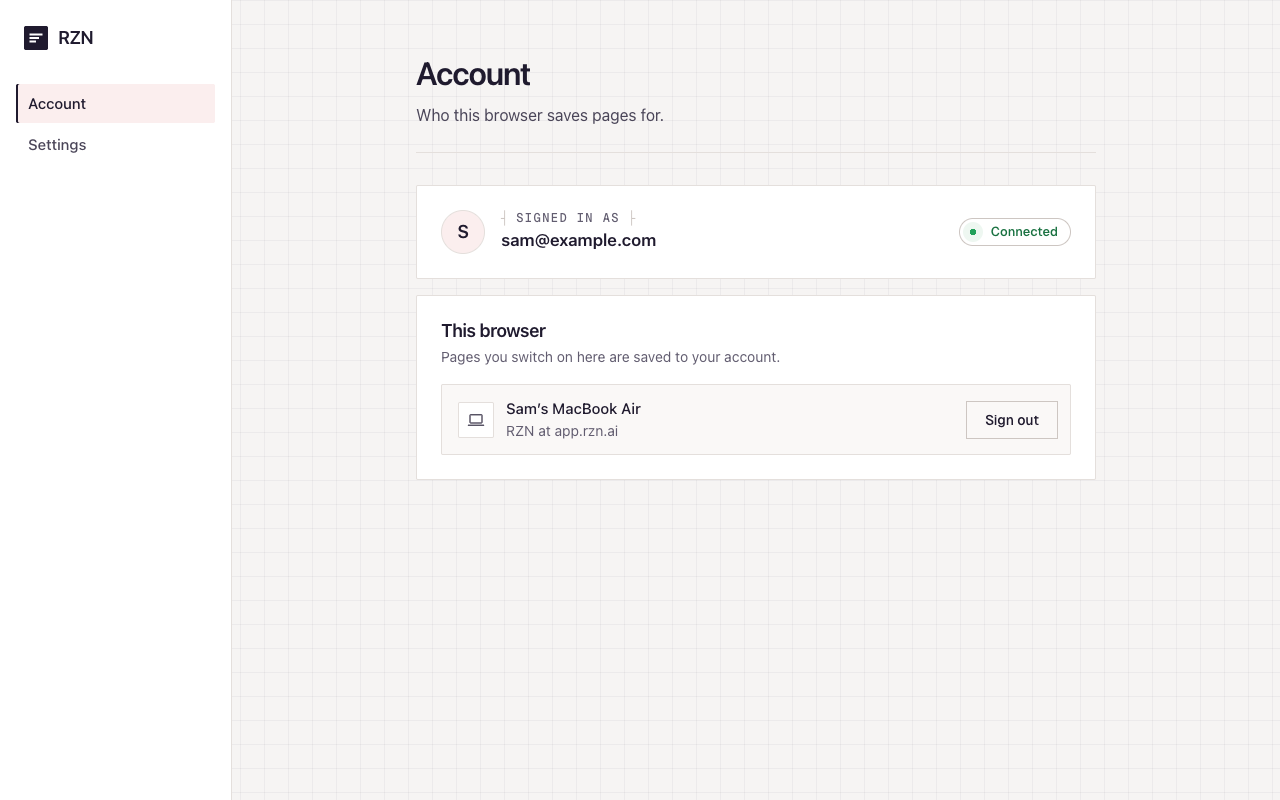 RZN
Account
Settings
Account
Who this browser saves pages for.
S
SIGNED IN AS
sam@example.com
Connected
This browser
Pages you switch on here are saved to your account.
Sam’s MacBook Air
RZN at app.rzn.ai
Sign out